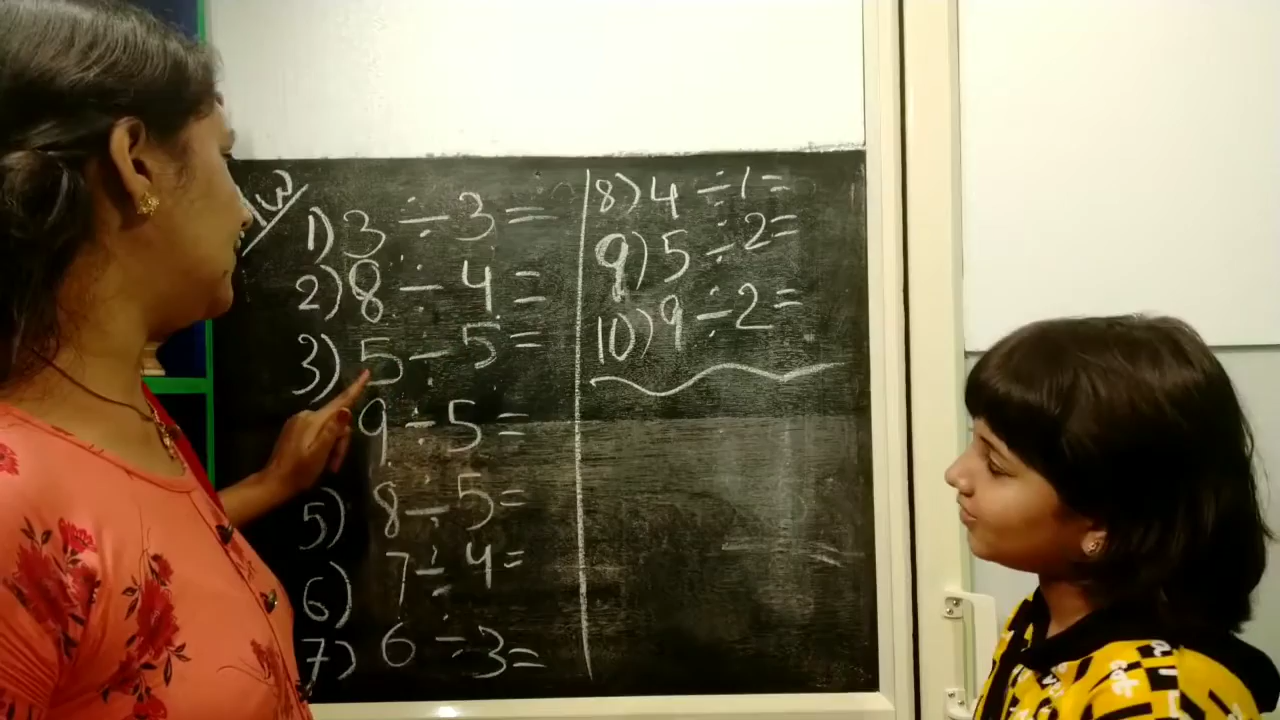 1) 3 ÷ 3 =
2) 8 ÷ 4 =
3) 5 ÷ 5 =
9 ÷ 5 =
5) 8 ÷ 5 =
6) 7 ÷ 4 =
7) 6 ÷ 3 =
8) 4 ÷ 1 =
9) 5 ÷ 2 =
10) 9 ÷ 2 =